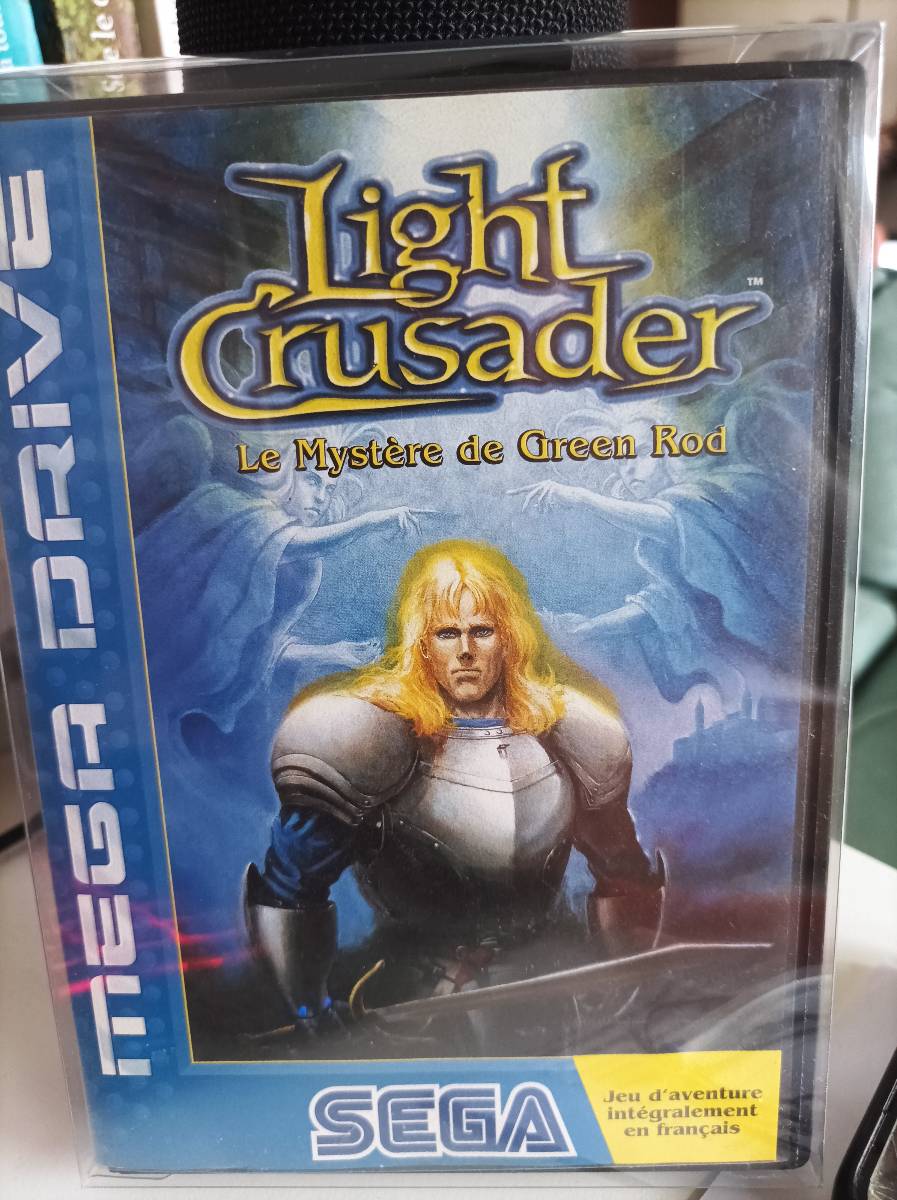 MEGA DRIVE
Light
Crusader
TM
Le Mystère de Green Rod
SEGA
Jeu d'aventure
intégralement
en français